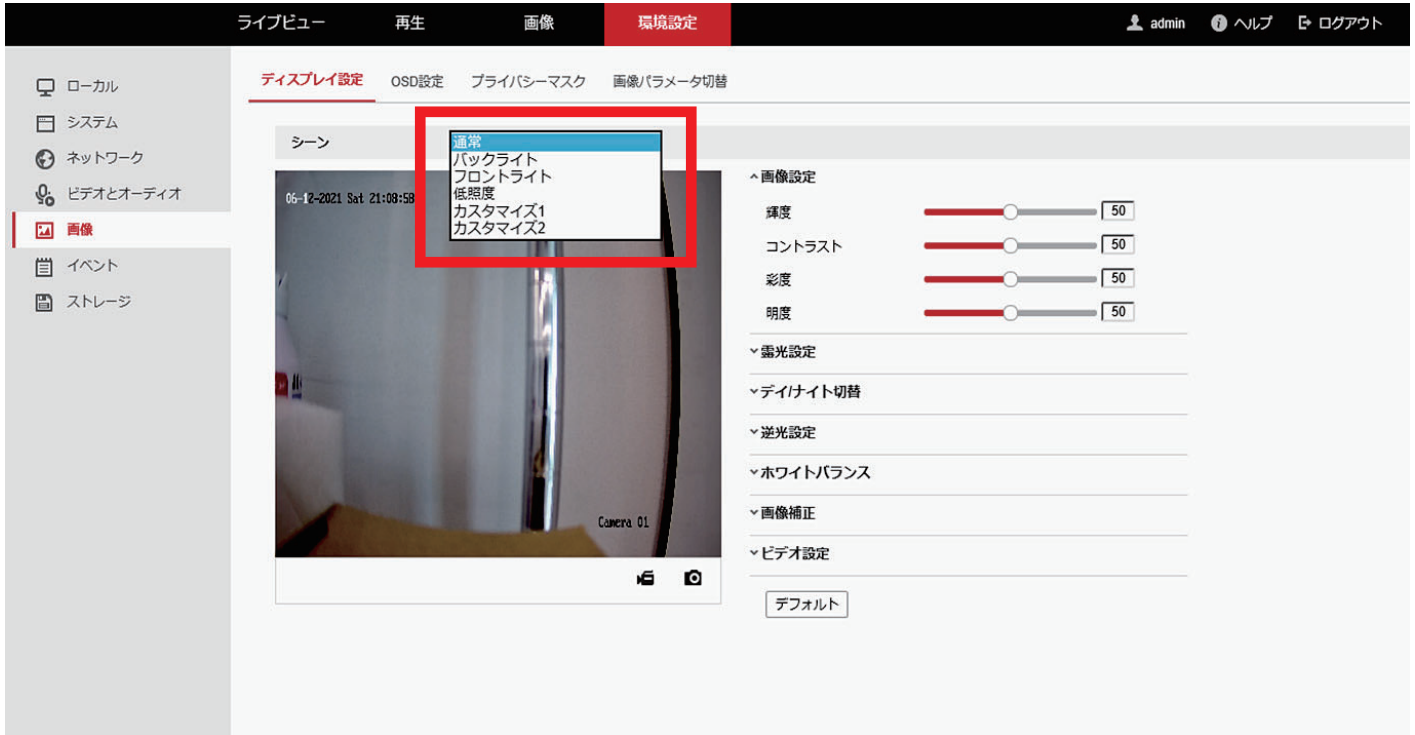 ライブビュー 再生 画像 環境設定 admin ヘルプ ログアウト
ローカル
システム
ネットワーク
ビデオとオーディオ
画像
イベント
ストレージ
ディスプレイ設定 OSD設定 プライバシーマスク 画像パラメータ切替
シーン
通常
バックライト
フロントライト
低照度
カスタマイズ1
カスタマイズ2
06-12-2021 Sat 21:08:58
Camera 01
画像設定
輝度 50
コントラスト 50
彩度 50
明度 50
露光設定
デイ/ナイト切替
逆光設定
ホワイトバランス
画像補正
ビデオ設定
デフォルト